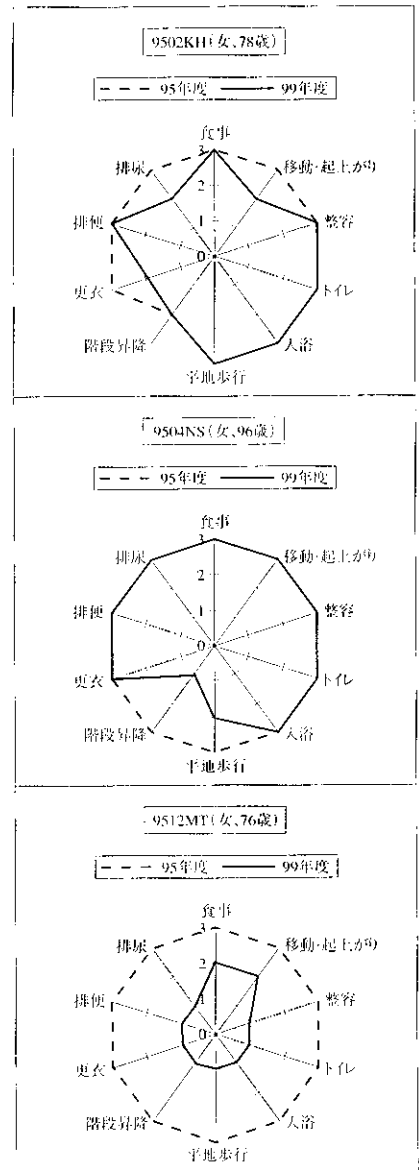 9502KH(女、78歳)
95年度 99年度
食事
排尿 移動・起上がり
3
2
排便 整容
1
0
更衣 トイレ
階段昇降 入浴
平地歩行
9504NS(女、96歳)
95年度 99年度
食事
排尿 移動・起上がり
3
2
排便 整容
1
0
更衣 トイレ
階段昇降 入浴
平地歩行
9512MT(女、76歳)
95年度 99年度
食事
排尿 移動・起上がり
3
2
排便 整容
1
0
更衣 トイレ
階段昇降 入浴
平地歩行